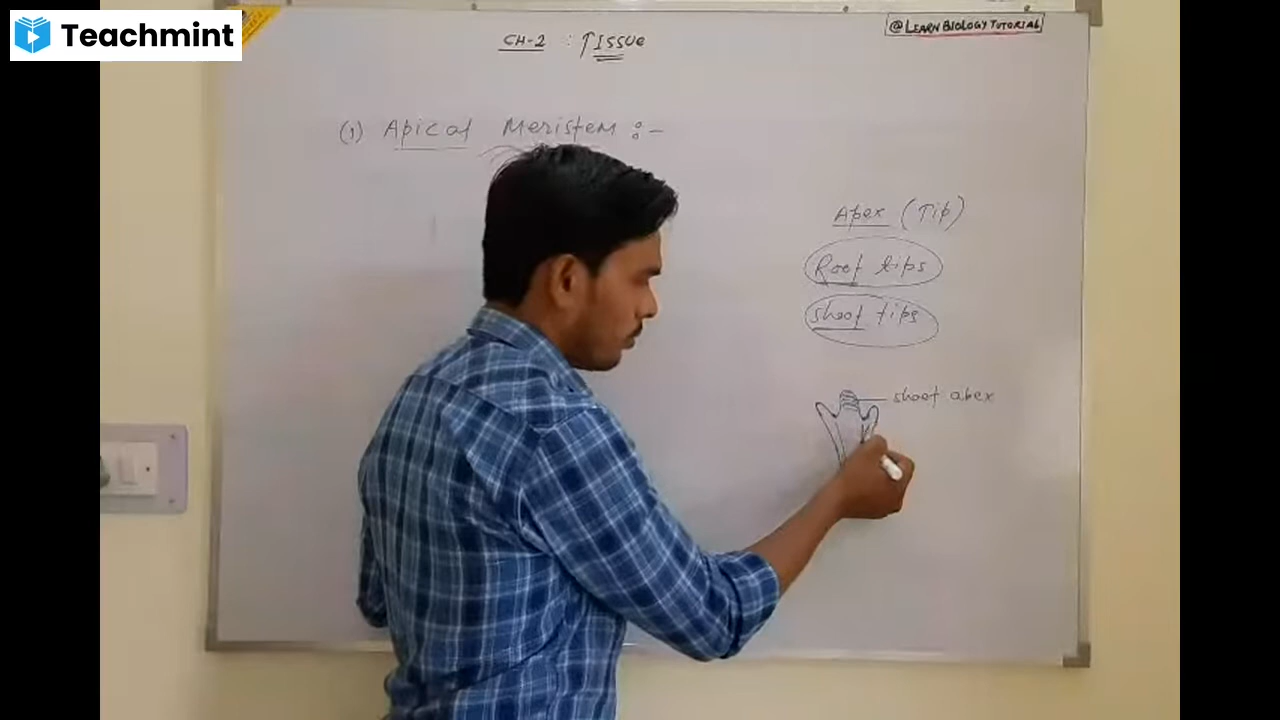 Teachmint
@LEARN BIOLOGY TUTORIAL
CH-2 : TISSUe
(1) Apical Meristem :-
Apex (Tip)
Root tips
shoot tips
shoot apex